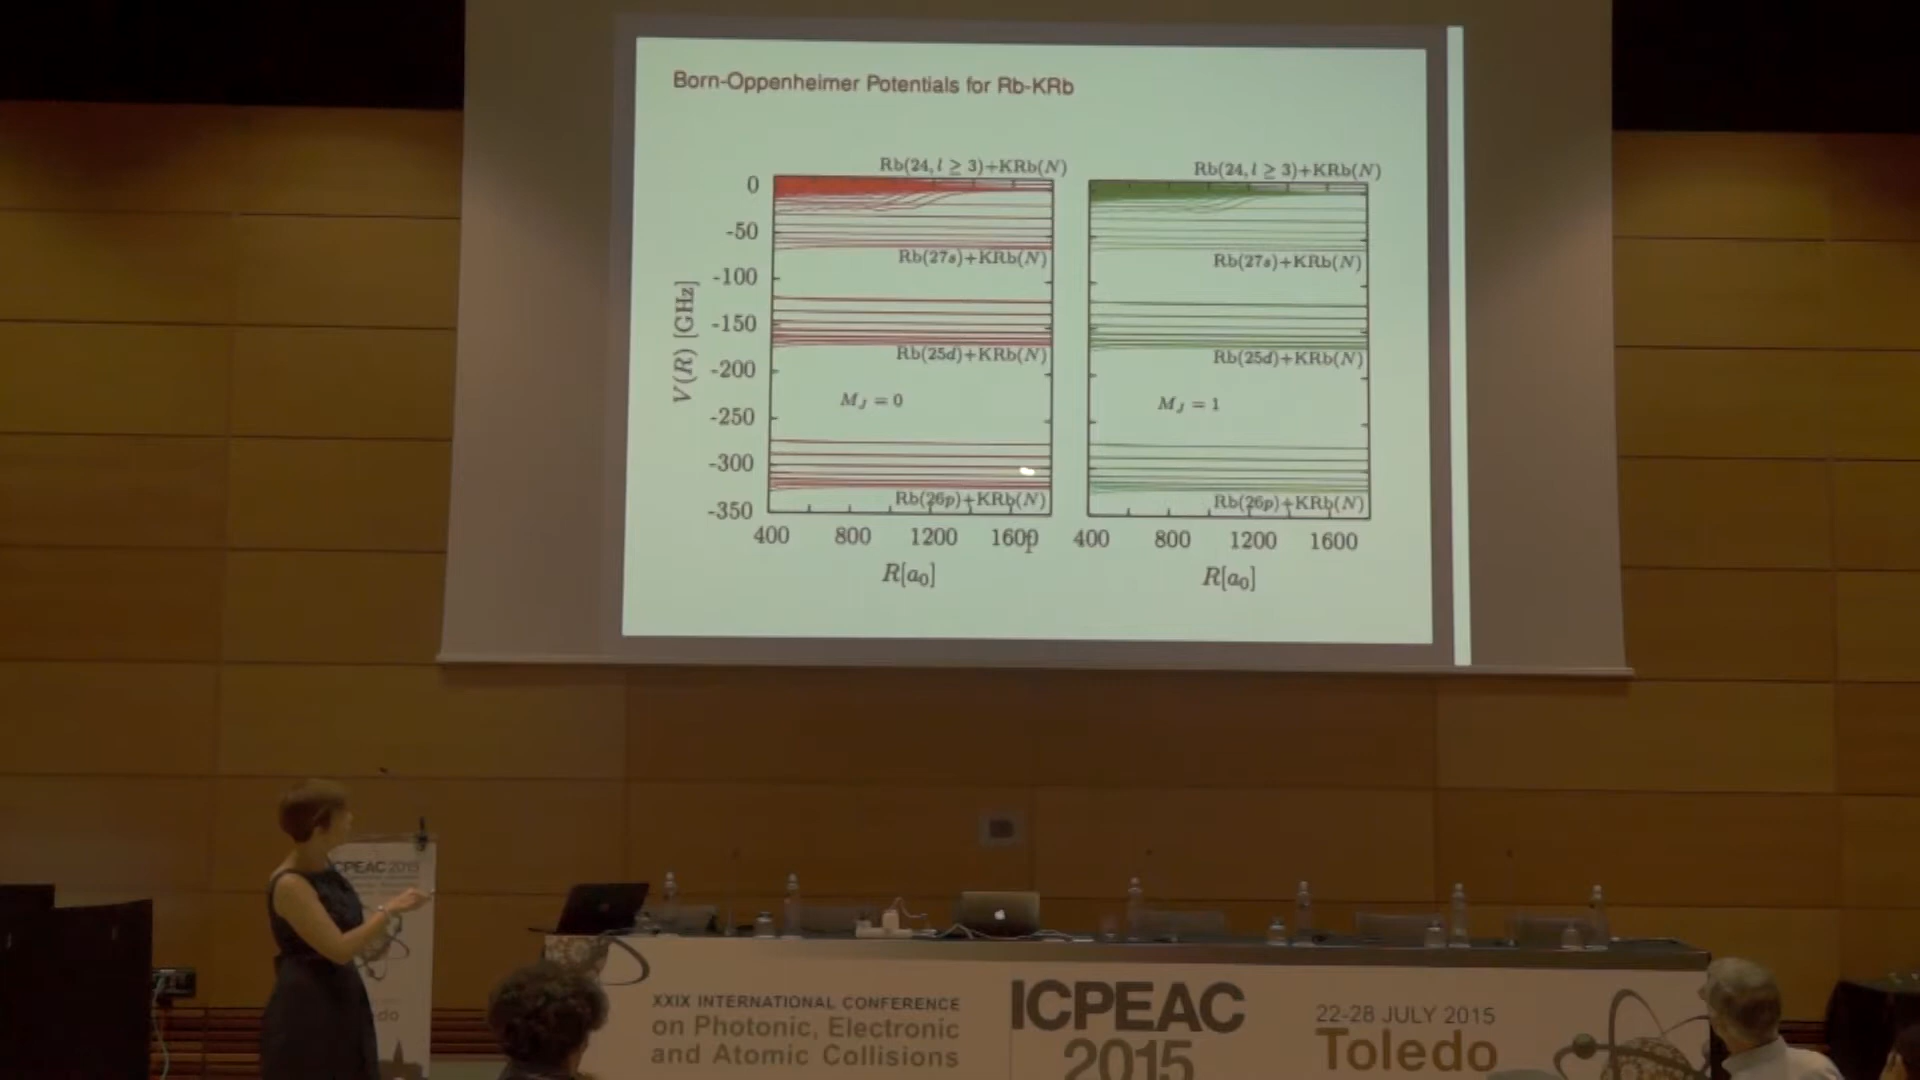 Born-Oppenheimer Potentials for Rb-KRb
Rb(24, l ≥ 3)+KRb(N)
Rb(24, l ≥ 3)+KRb(N)
0
-50
-100
-150
-200
-250
-300
-350
V(R) [GHz]
Rb(27s)+KRb(N)
Rb(27s)+KRb(N)
Rb(25d)+KRb(N)
Rb(25d)+KRb(N)
M_J = 0
M_J = 1
Rb(26p)+KRb(N)
Rb(26p)+KRb(N)
400 800 1200 1600
400 800 1200 1600
R[a₀]
R[a₀]
ICPEAC 2015
XXIX INTERNATIONAL CONFERENCE
on Photonic, Electronic
and Atomic Collisions
ICPEAC
2015
22-28 JULY 2015
Toledo